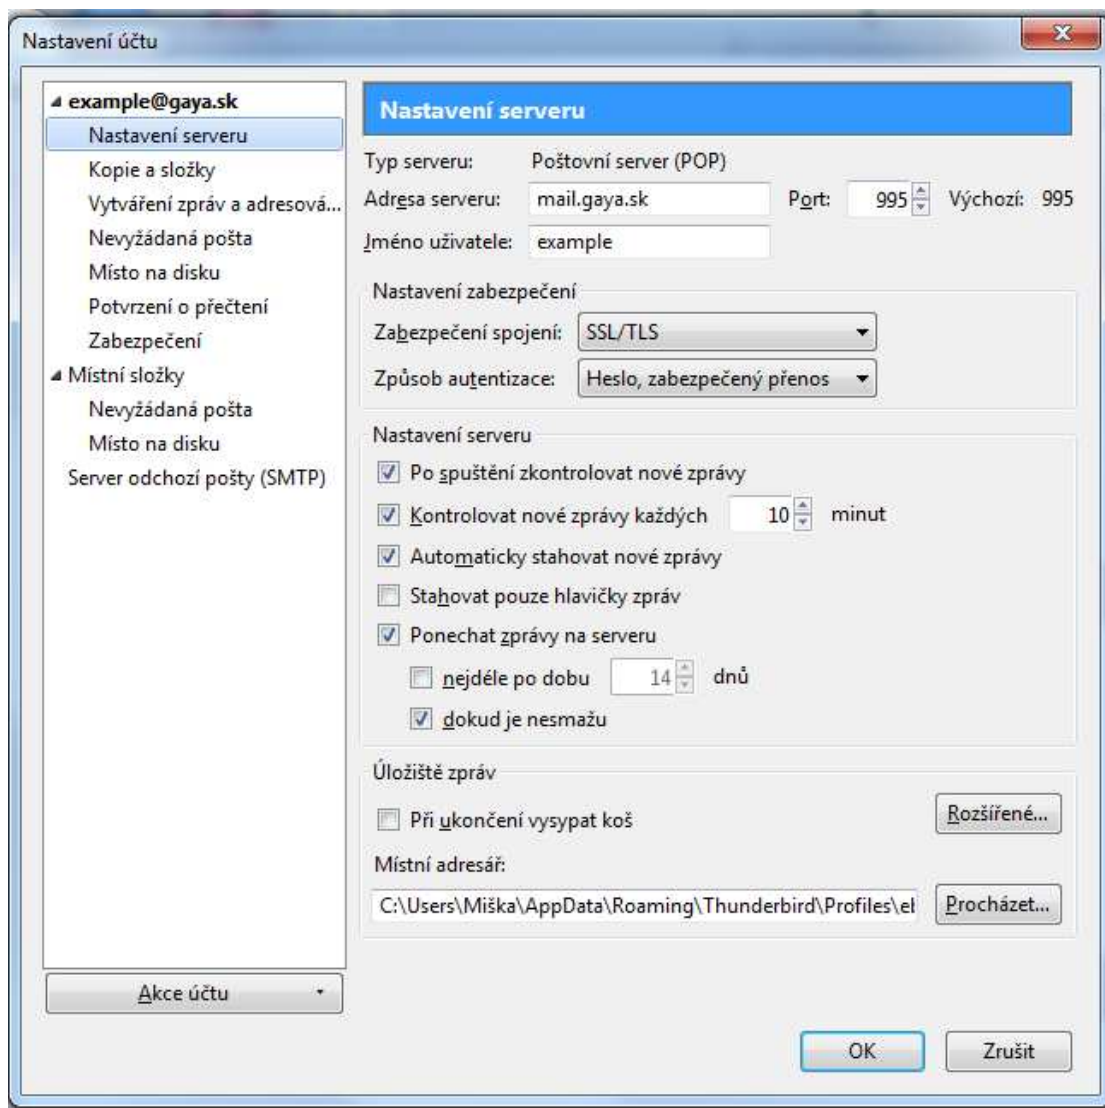 Nastavení účtu
example@gaya.sk
Nastavení serveru
Kopie a složky
Vytváření zpráv a adresová...
Nevyžádaná pošta
Místo na disku
Potvrzení o přečtení
Zabezpečení
Místní složky
Nevyžádaná pošta
Místo na disku
Server odchozí pošty (SMTP)
Akce účtu
Nastavení serveru
Typ serveru: Poštovní server (POP)
Adresa serveru: mail.gaya.sk Port: 995 Výchozí: 995
Jméno uživatele: example
Nastavení zabezpečení
Zabezpečení spojení: SSL/TLS
Způsob autentizace: Heslo, zabezpečený přenos
Nastavení serveru
Po spuštění zkontrolovat nové zprávy
Kontrolovat nové zprávy každých 10 minut
Automaticky stahovat nové zprávy
Stahovat pouze hlavičky zpráv
Ponechat zprávy na serveru
nejdéle po dobu 14 dnů
dokud je nesmažu
Úložiště zpráv
Při ukončení vysypat koš Rozšířené...
Místní adresář:
C:\Users\Miška\AppData\Roaming\Thunderbird\Profiles\el Procházet...
OK Zrušit